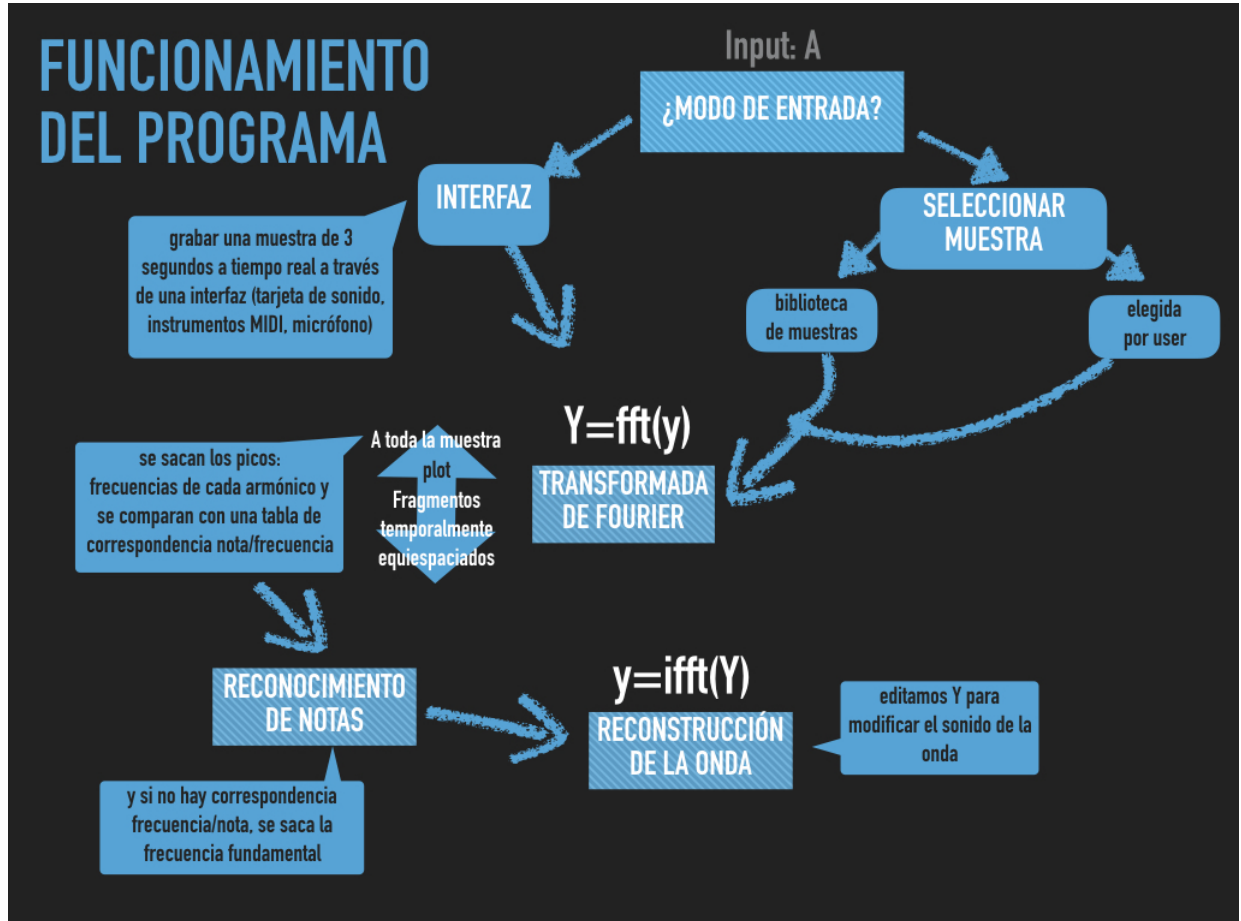 FUNCIONAMIENTO
DEL PROGRAMA
Input: A
¿MODO DE ENTRADA?
INTERFAZ
SELECCIONAR
MUESTRA
grabar una muestra de 3
segundos a tiempo real a través
de una interfaz (tarjeta de sonido,
instrumentos MIDI, micrófono)
biblioteca
de muestras
elegida
por user
Y=fft(y)
TRANSFORMADA
DE FOURIER
A toda la muestra
plot
Fragmentos
temporalmente
equiespaciados
se sacan los picos:
frecuencias de cada armónico y
se comparan con una tabla de
correspondencia nota/frecuencia
RECONOCIMIENTO
DE NOTAS
y=ifft(Y)
RECONSTRUCCIÓN
DE LA ONDA
editamos Y para
modificar el sonido de la
onda
y si no hay correspondencia
frecuencia/nota, se saca la
frecuencia fundamental